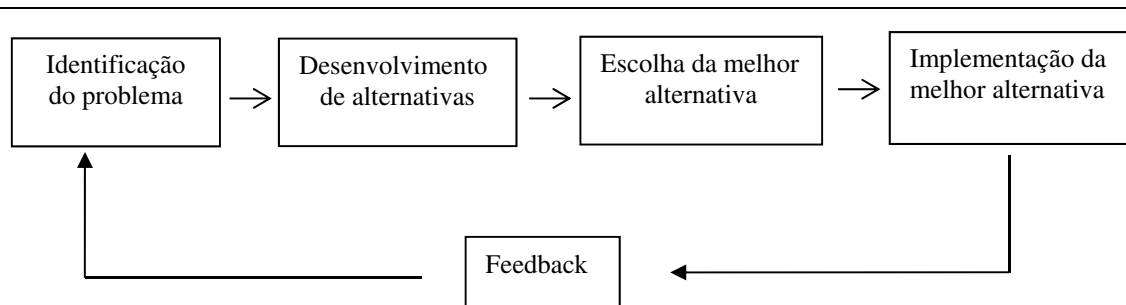 Identificação
do problema
Desenvolvimento
de alternativas
Escolha da melhor
alternativa
Implementação da
melhor alternativa
Feedback